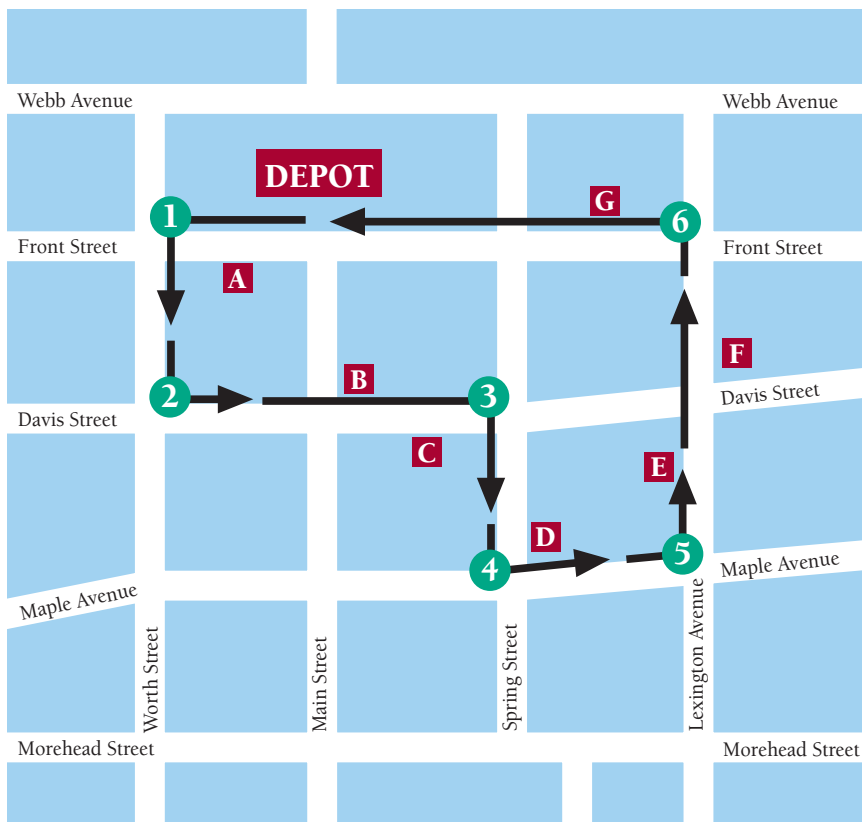 Webb Avenue
Webb Avenue
DEPOT
G
1
6
Front Street
Front Street
A
F
B
2
3
Davis Street
Davis Street
C
E
D
4
5
Maple Avenue
Maple Avenue
Worth Street
Main Street
Spring Street
Lexington Avenue
Morehead Street
Morehead Street